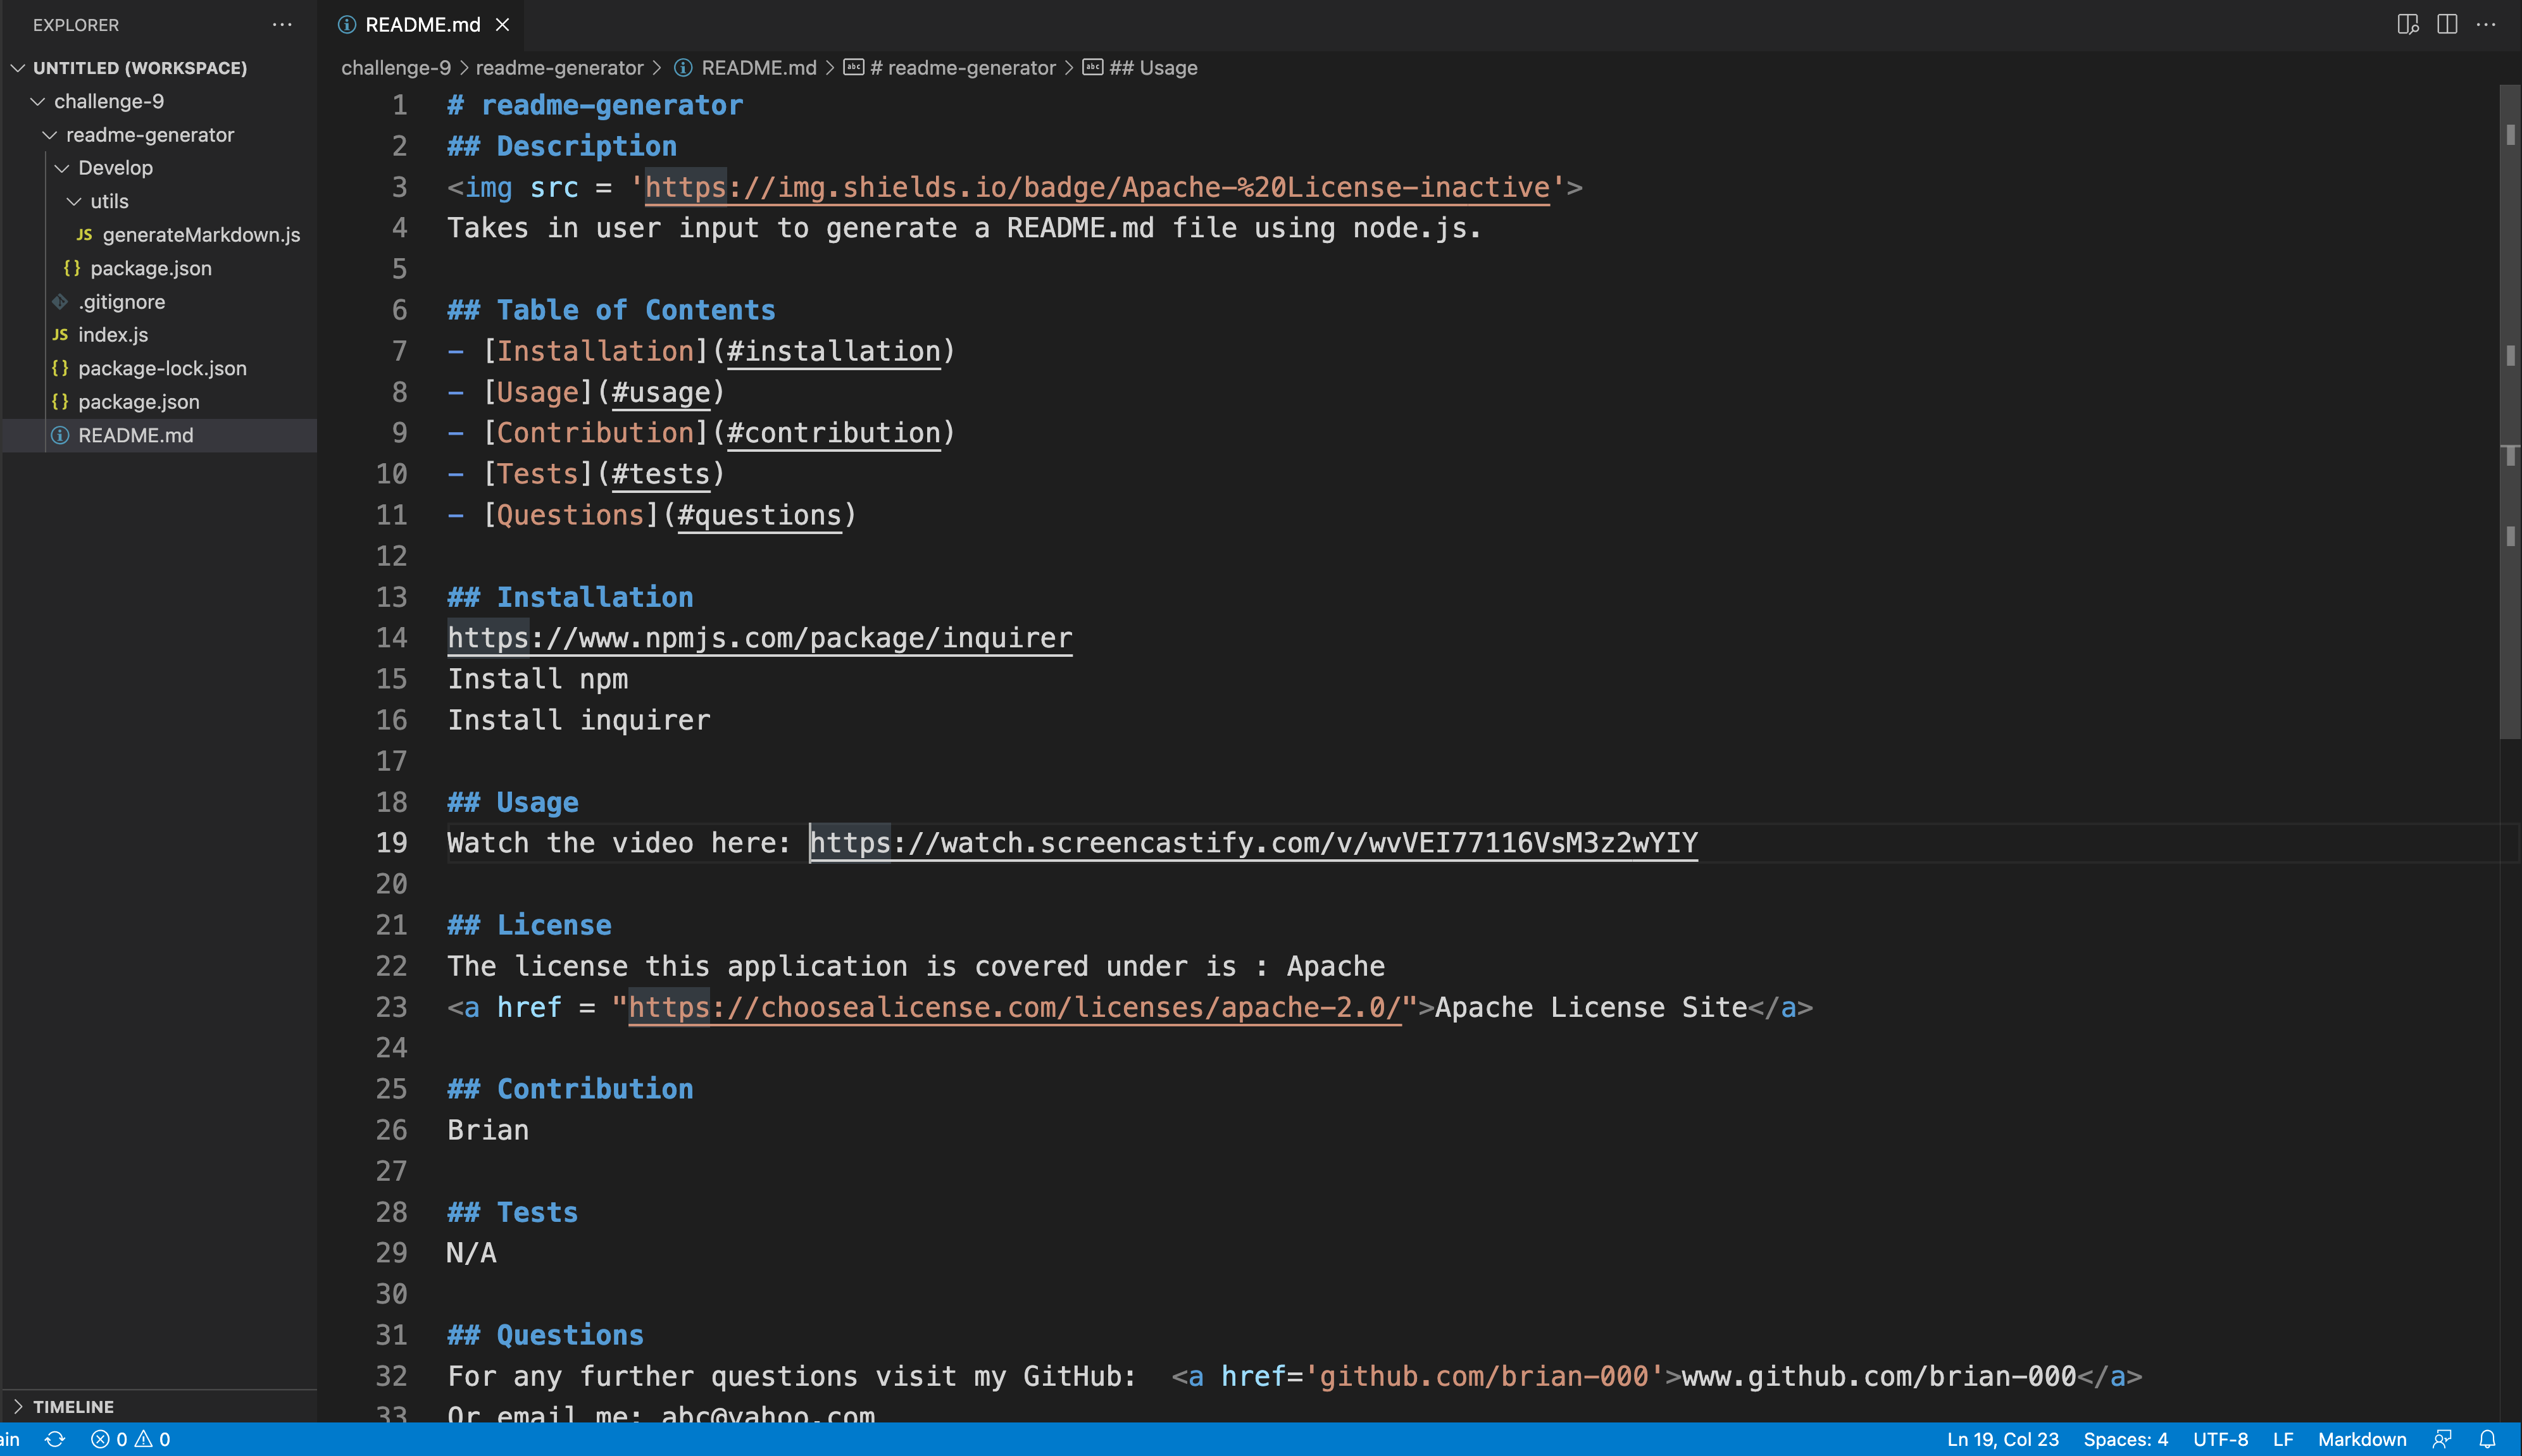 EXPLORER
UNTITLED (WORKSPACE)
challenge-9
readme-generator
Develop
utils
JS generateMarkdown.js
{} package.json
.gitignore
JS index.js
{} package-lock.json
{} package.json
README.md
TIMELINE
README.md
challenge-9 > readme-generator > README.md > abc # readme-generator > abc ## Usage
1 # readme-generator
2 ## Description
3 <img src = 'https://img.shields.io/badge/Apache-%20License-inactive'>
4 Takes in user input to generate a README.md file using node.js.
5
6 ## Table of Contents
7 - [Installation](#installation)
8 - [Usage](#usage)
9 - [Contribution](#contribution)
10 - [Tests](#tests)
11 - [Questions](#questions)
12
13 ## Installation
14 https://www.npmjs.com/package/inquirer
15 Install npm
16 Install inquirer
17
18 ## Usage
19 Watch the video here: https://watch.screencastify.com/v/wvVEI77116VsM3z2wYIY
20
21 ## License
22 The license this application is covered under is : Apache
23 <a href = "https://choosealicense.com/licenses/apache-2.0/">Apache License Site</a>
24
25 ## Contribution
26 Brian
27
28 ## Tests
29 N/A
30
31 ## Questions
32 For any further questions visit my GitHub:  <a href='github.com/brian-000'>www.github.com/brian-000</a>
33 Or email me: abc@yahoo.com
ain 0 0 Ln 19, Col 23 Spaces: 4 UTF-8 LF Markdown